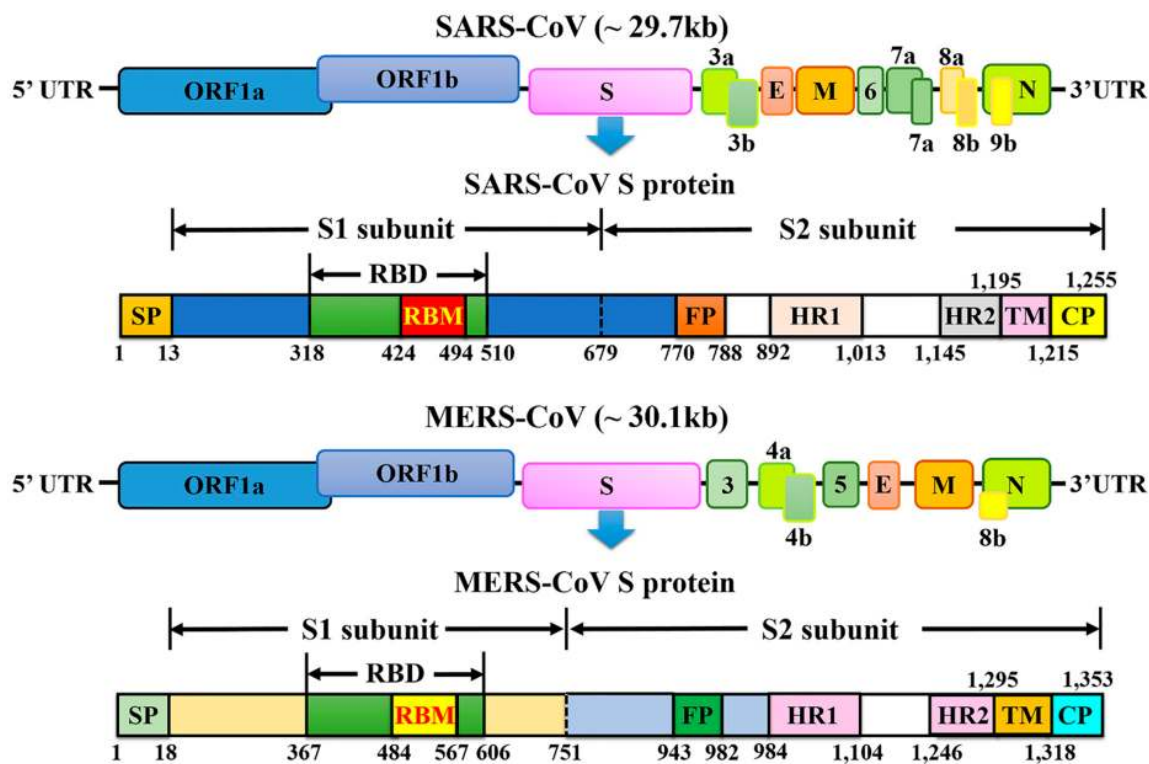 SARS-CoV (~ 29.7kb)
3a 7a 8a
5' UTR ORF1a ORF1b S E M 6 N 3'UTR
3b 7a 8b 9b
SARS-CoV S protein
S1 subunit S2 subunit
RBD
1,195 1,255
SP RBM FP HR1 HR2 TM CP
1 13 318 424 494 510 679 770 788 892 1,013 1,145 1,215
MERS-CoV (~ 30.1kb)
4a
5' UTR ORF1a ORF1b S 3 5 E M N 3'UTR
4b 8b
MERS-CoV S protein
S1 subunit S2 subunit
RBD
1,295 1,353
SP RBM FP HR1 HR2 TM CP
1 18 367 484 567 606 751 943 982 984 1,104 1,246 1,318